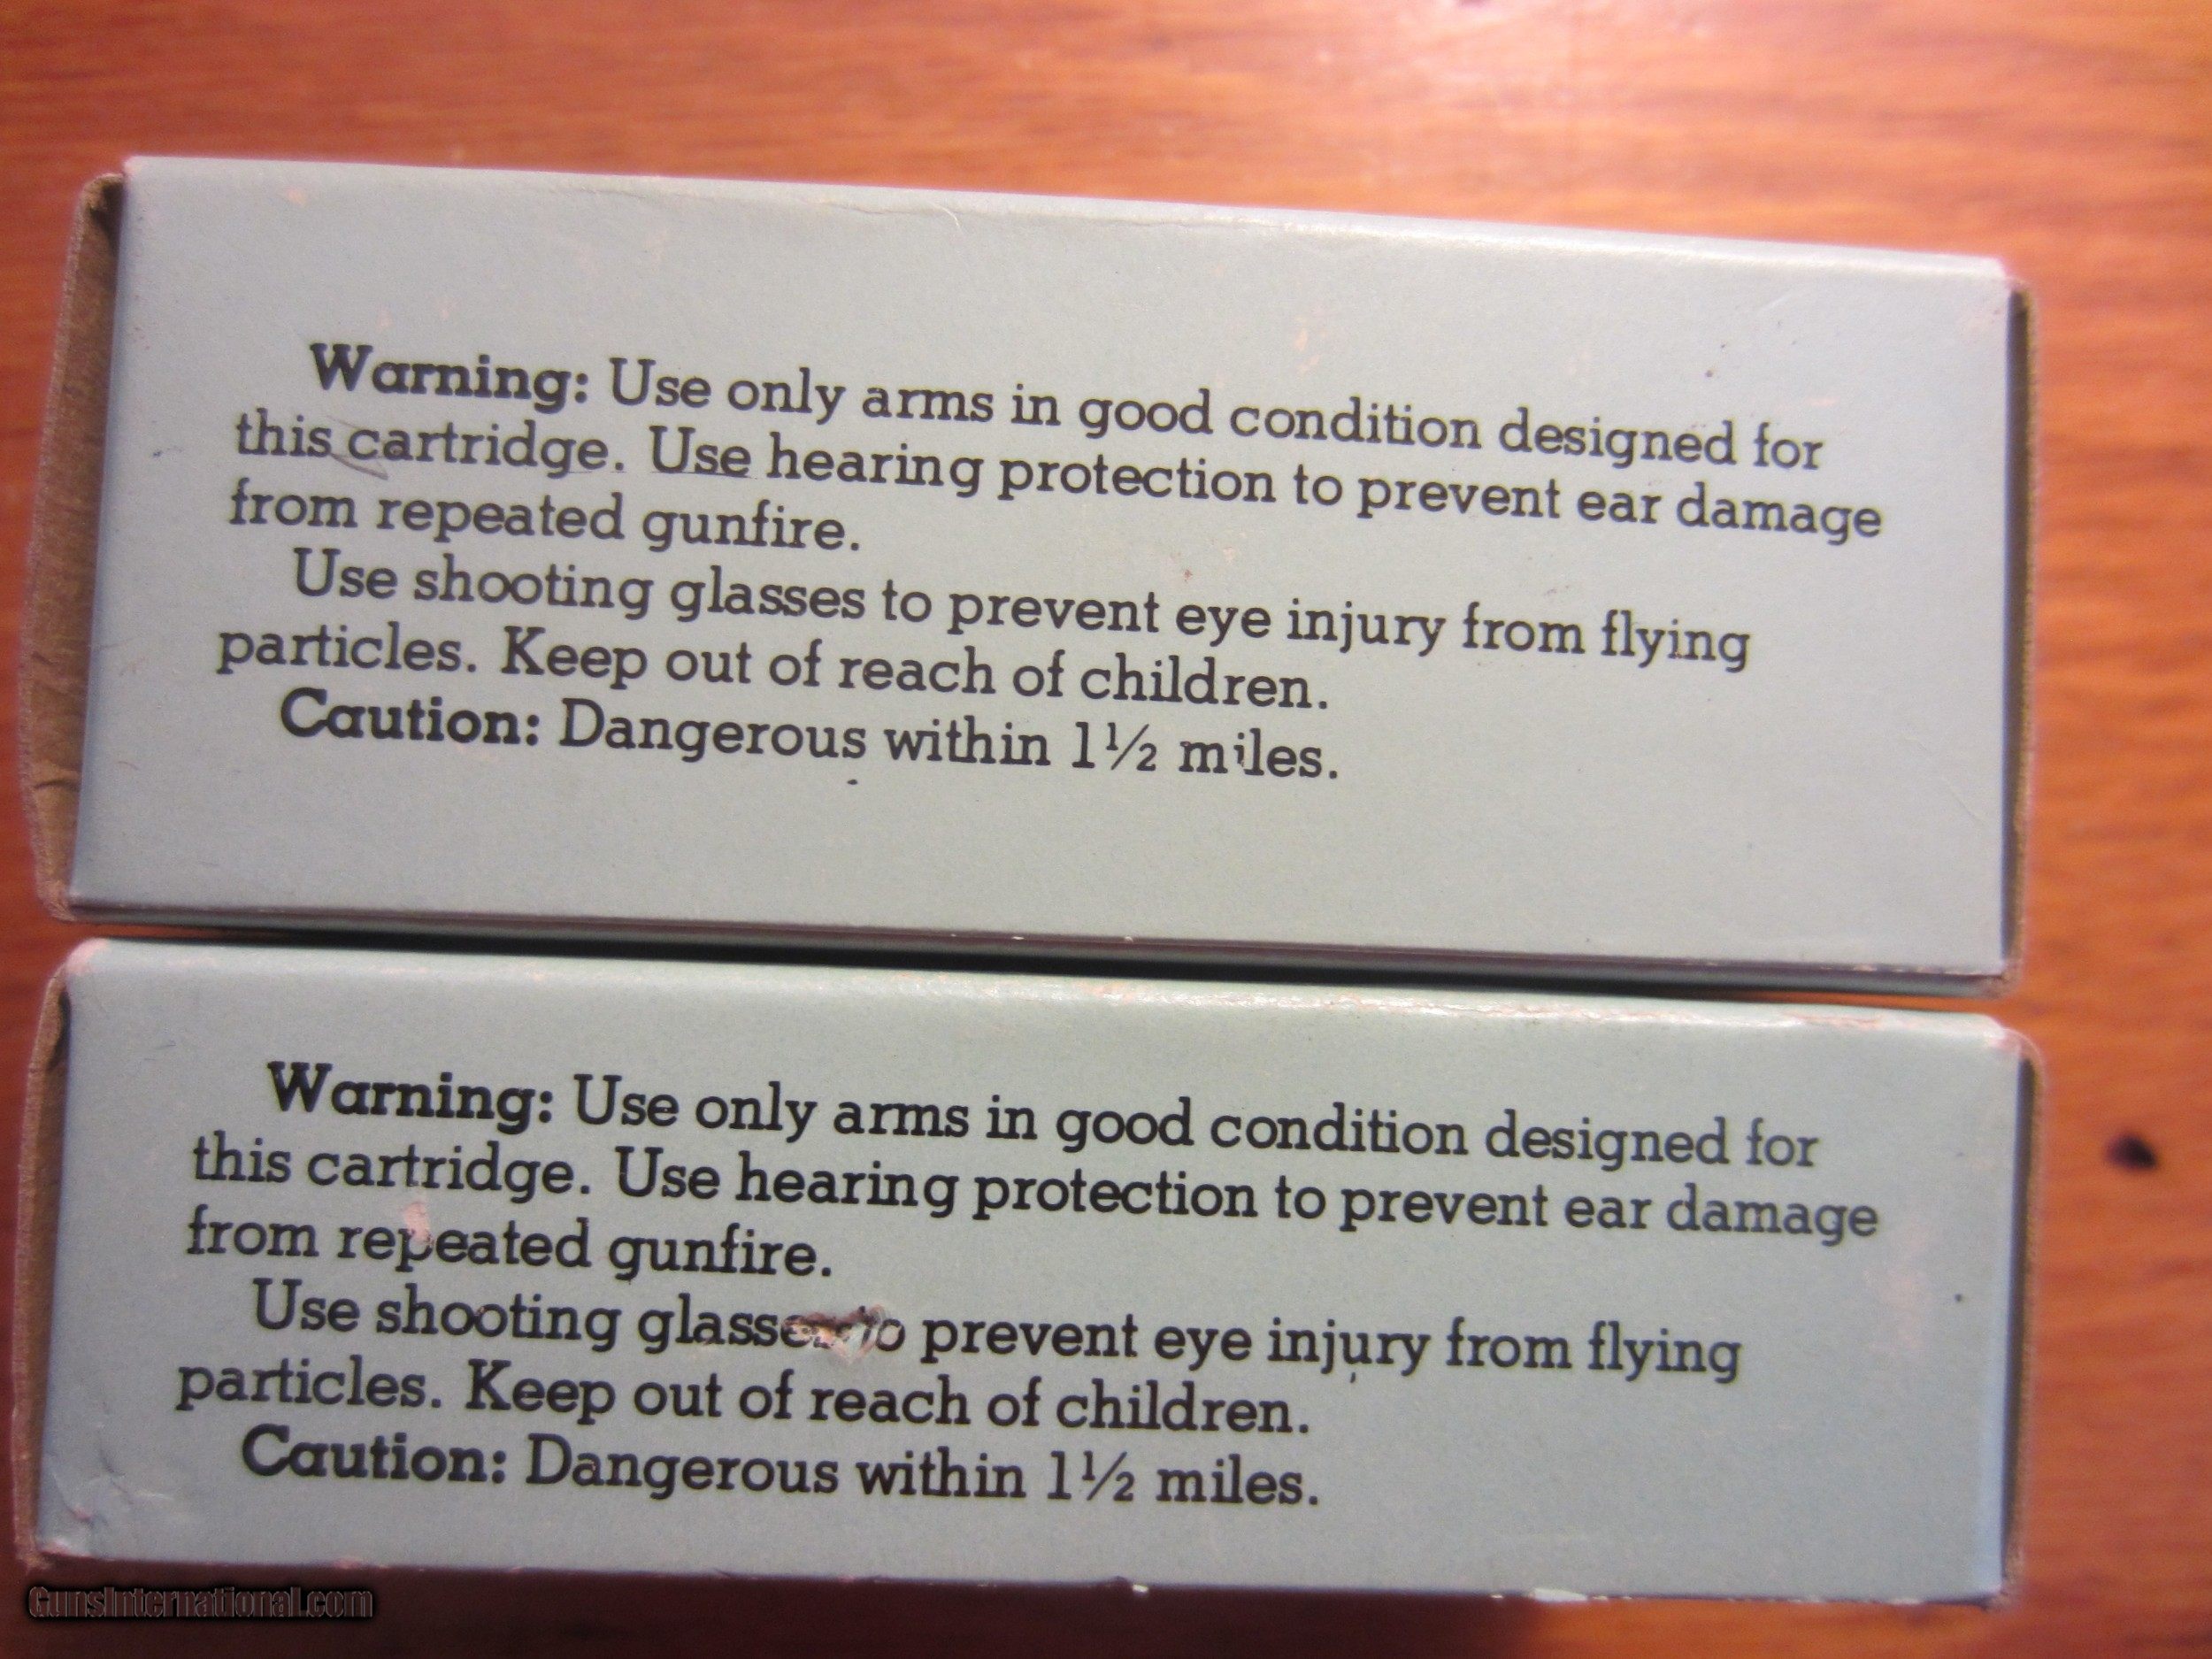 Warning: Use only arms in good condition designed for
this cartridge. Use hearing protection to prevent ear damage
from repeated gunfire.
Use shooting glasses to prevent eye injury from flying
particles. Keep out of reach of children.
Caution: Dangerous within 1½ miles.
Warning: Use only arms in good condition designed for
this cartridge. Use hearing protection to prevent ear damage
from repeated gunfire.
Use shooting glasses to prevent eye injury from flying
particles. Keep out of reach of children.
Caution: Dangerous within 1½ miles.
GunsInternational.com